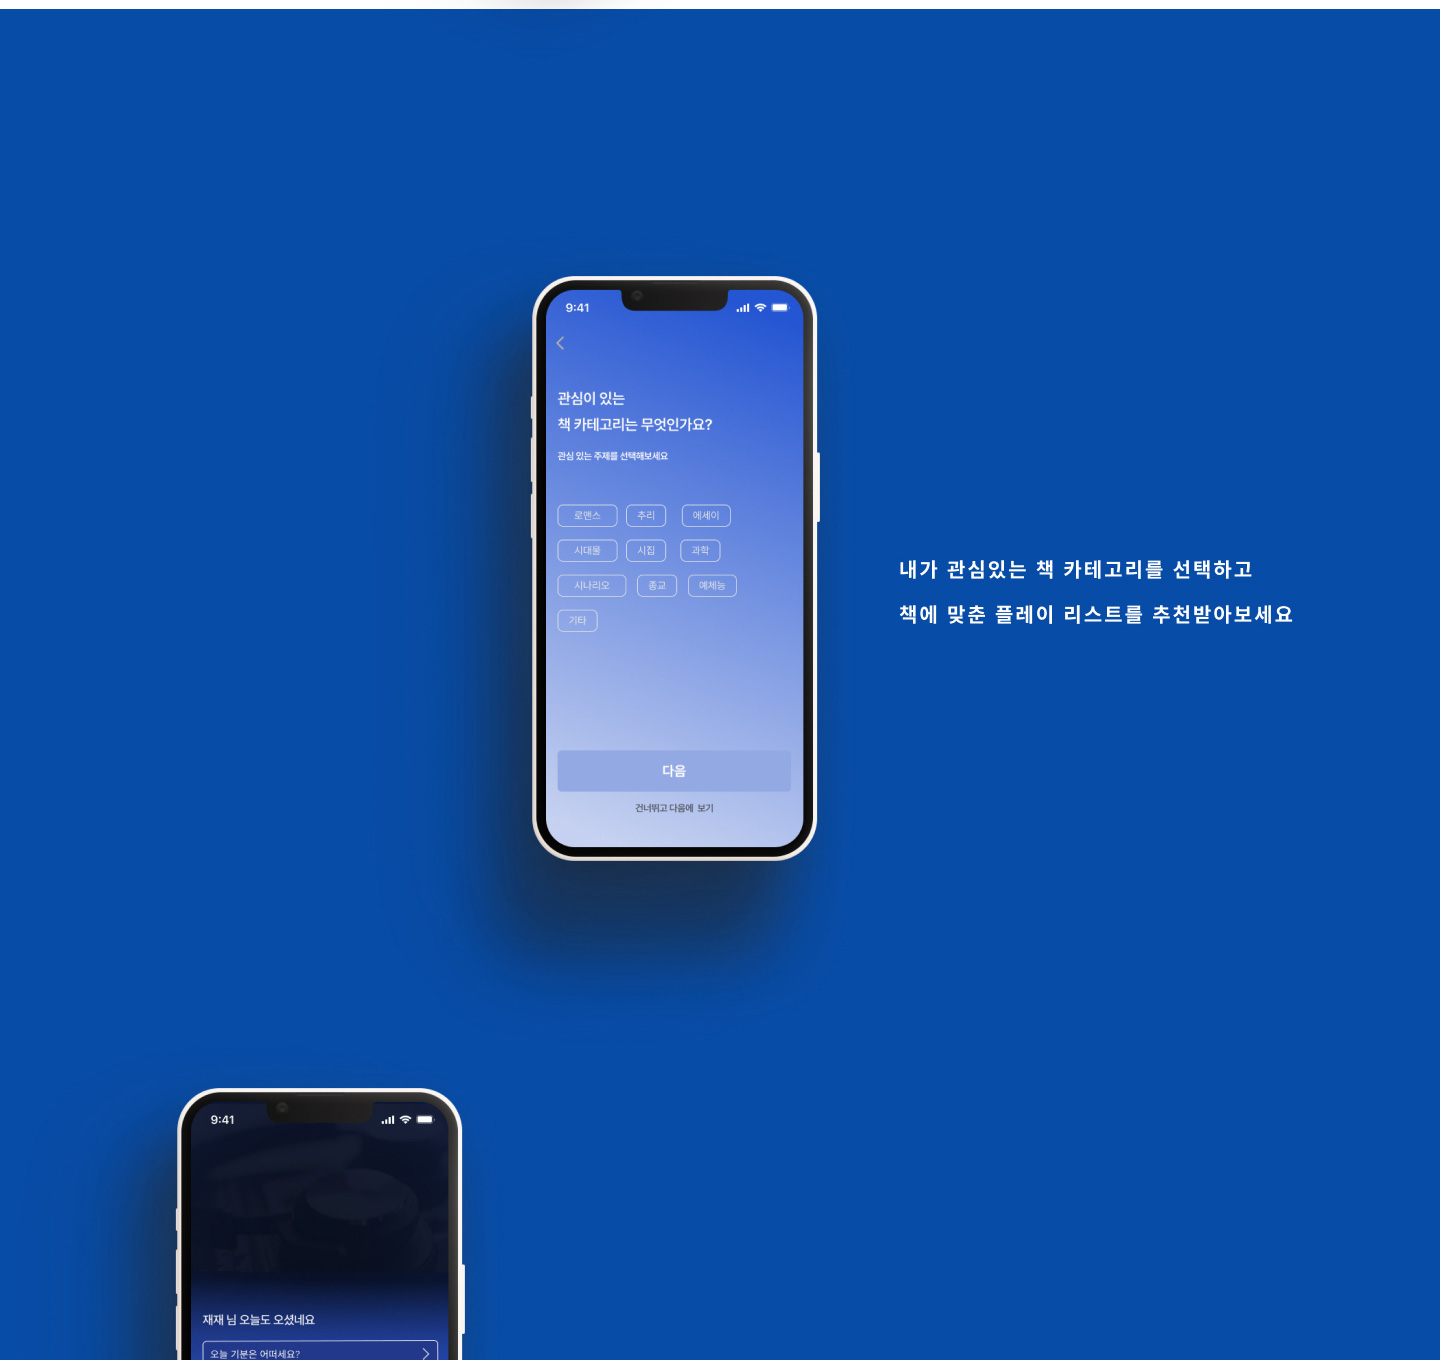 9:41
관심이 있는
책 카테고리는 무엇인가요?
관심 있는 주제를 선택해보세요
로맨스 추리 에세이
시대물 시집 과학
시나리오 종교 예체능
기타
다음
건너뛰고 다음에 보기
내가 관심있는 책 카테고리를 선택하고
책에 맞춘 플레이 리스트를 추천받아보세요
9:41
재재 님 오늘도 오셨네요
오늘 기분은 어떠세요?